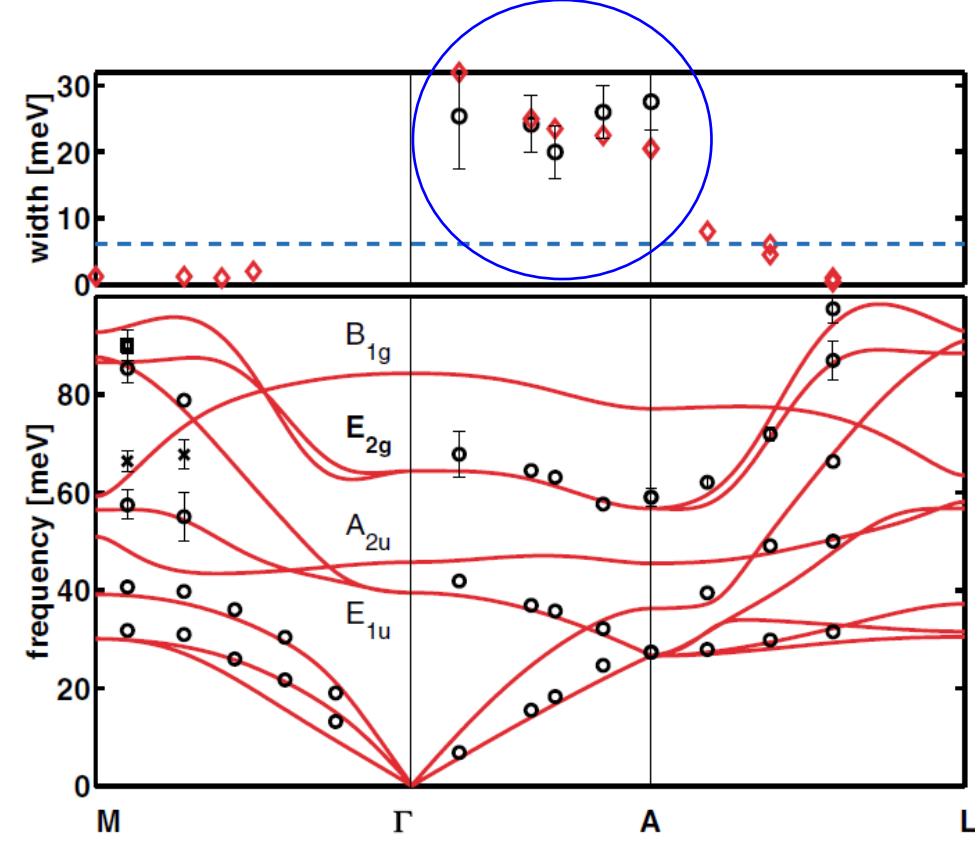 width [meV]
30
20
10
0
B1g
E2g
A2u
E1u
frequency [meV]
80
60
40
20
0
M Γ A L